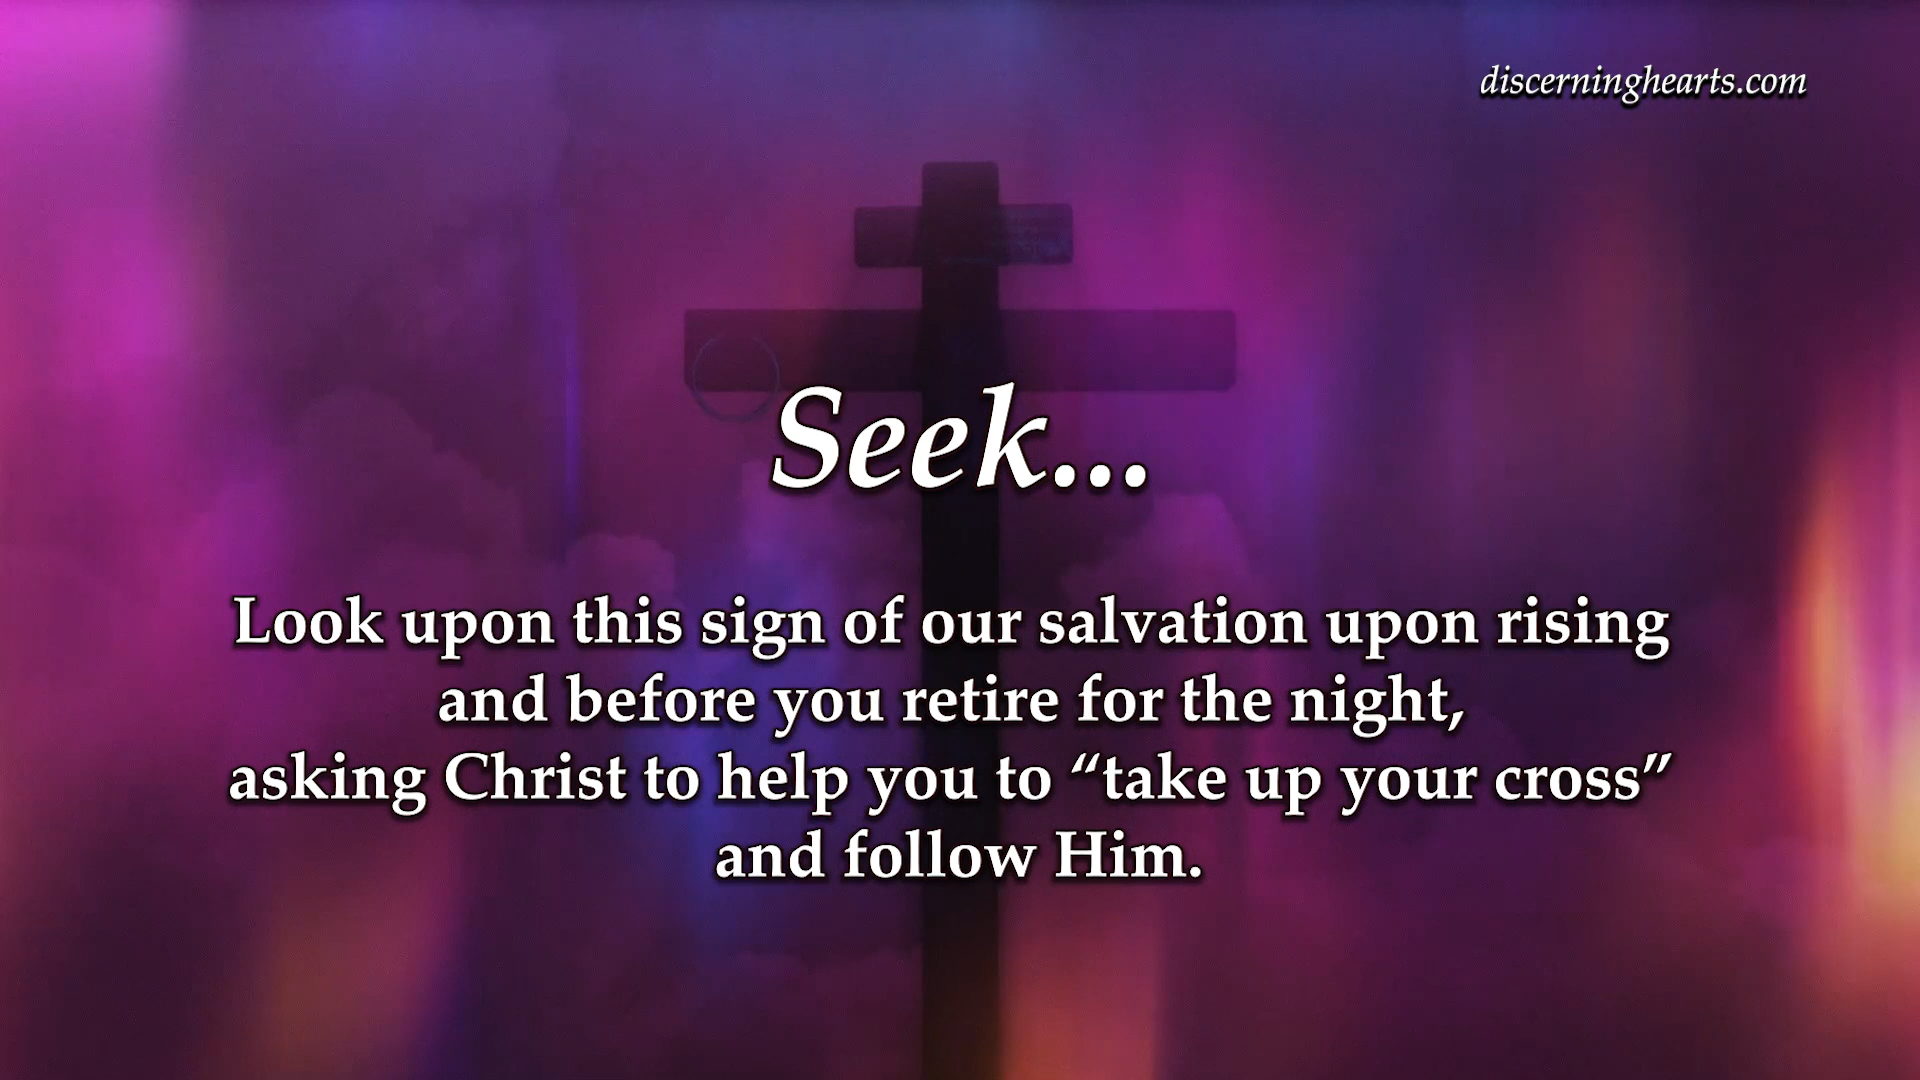 discerninghearts.com
Seek...
Look upon this sign of our salvation upon rising
and before you retire for the night,
asking Christ to help you to “take up your cross”
and follow Him.